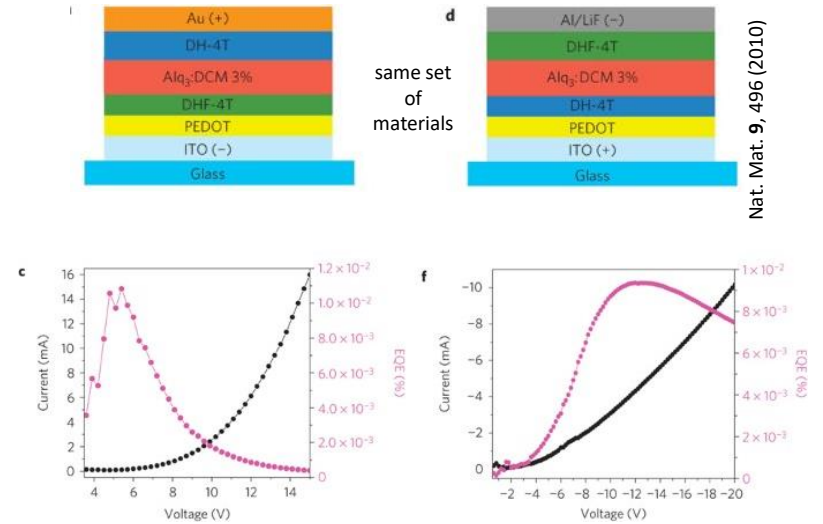 Au (+)
DH-4T
Alq₃:DCM 3%
DHF-4T
PEDOT
ITO (−)
Glass
same set
of
materials
d
Al/LiF (−)
DHF-4T
Alq₃:DCM 3%
DH-4T
PEDOT
ITO (+)
Glass
Nat. Mat. 9, 496 (2010)
c
16
14
12
10
8
6
4
2
0
Current (mA)
4 6 8 10 12 14
Voltage (V)
1.2 × 10⁻²
1.0 × 10⁻²
8.0 × 10⁻³
6.0 × 10⁻³
4.0 × 10⁻³
2.0 × 10⁻³
0
EQE (%)
f
−10
−8
−6
−4
−2
0
Current (mA)
−2 −4 −6 −8 −10 −12 −14 −16 −18 −20
Voltage (V)
1 × 10⁻²
8 × 10⁻³
6 × 10⁻³
4 × 10⁻³
2 × 10⁻³
0
EQE (%)